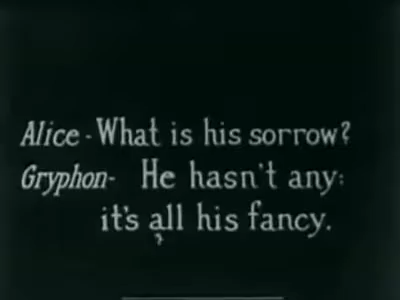 Alice - What is his sorrow?
Gryphon - He hasn't any:
it's all his fancy.